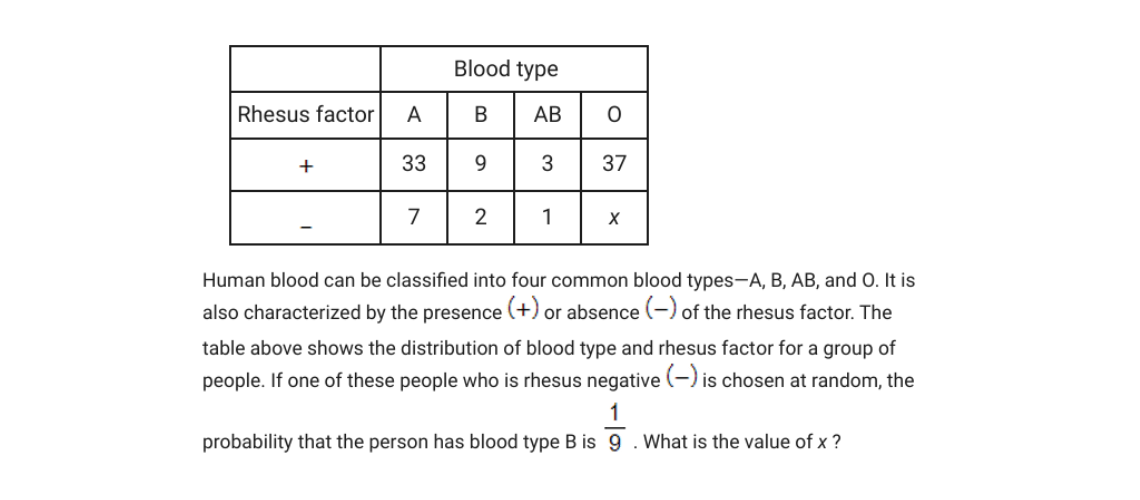 Blood type
Rhesus factor A B AB O
+ 33 9 3 37
− 7 2 1 x
Human blood can be classified into four common blood types—A, B, AB, and O. It is
also characterized by the presence (+) or absence (−) of the rhesus factor. The
table above shows the distribution of blood type and rhesus factor for a group of
people. If one of these people who is rhesus negative (−) is chosen at random, the
probability that the person has blood type B is 1/9 . What is the value of x ?